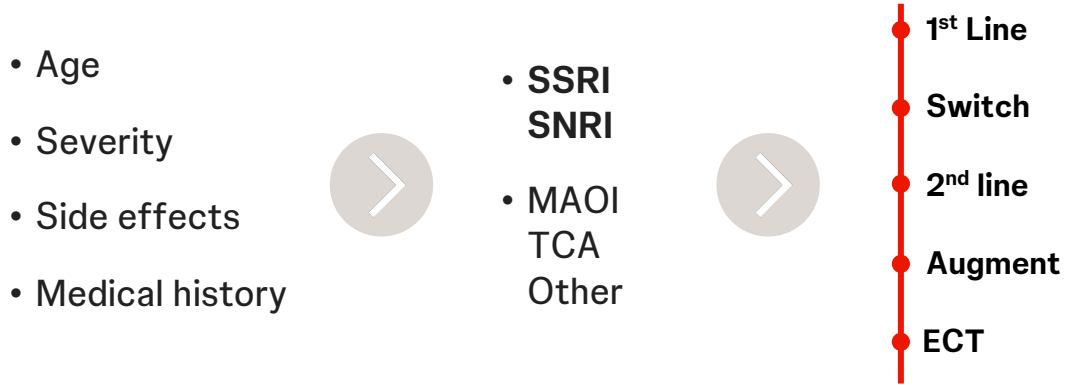 • Age
• Severity
• Side effects
• Medical history
• SSRI
SNRI
• MAOI
TCA
Other
1st Line
Switch
2nd line
Augment
ECT